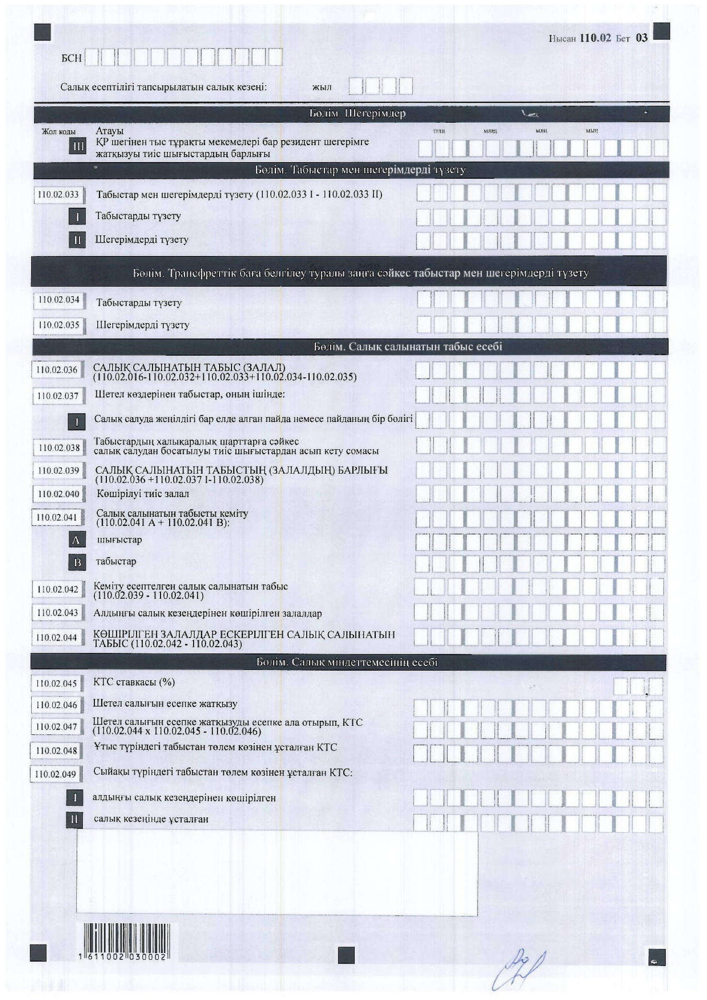 Нысан 110.02 Бет 03
БСН
Салық есептілігі тапсырылатын салық кезеңі: жыл
Бөлім. Шегерімдер
Жол коды Атауы трлн. млрд. млн. мың
III ҚР шегінен тыс тұрақты мекемелері бар резидент шегерімге
жатқызуы тиіс шығыстардың барлығы
Бөлім. Табыстар мен шегерімдерді түзету
110.02.033 Табыстар мен шегерімдерді түзету (110.02.033 I - 110.02.033 II)
I Табыстарды түзету
II Шегерімдерді түзету
Бөлім. Трансфреттік баға белгілеу туралы заңға сәйкес табыстар мен шегерімдерді түзету
110.02.034 Табыстарды түзету
110.02.035 Шегерімдерді түзету
Бөлім. Салық салынатын табыс есебі
110.02.036 САЛЫҚ САЛЫНАТЫН ТАБЫС (ЗАЛАЛ)
(110.02.016-110.02.032+110.02.033+110.02.034-110.02.035)
110.02.037 Шетел көздерінен табыстар, оның ішінде:
I Салық салуда жеңілдігі бар елде алған пайда немесе пайданың бір бөлігі
110.02.038 Табыстардың халықаралық шарттарға сәйкес
салық салудан босатылуы тиіс шығыстардан асып кету сомасы
110.02.039 САЛЫҚ САЛЫНАТЫН ТАБЫСТЫҢ (ЗАЛАЛДЫҢ) БАРЛЫҒЫ
(110.02.036 +110.02.037 I-110.02.038)
110.02.040 Көшірілуі тиіс залал
110.02.041 Салық салынатын табысты кеміту
(110.02.041 А + 110.02.041 В):
A шығыстар
B табыстар
110.02.042 Кеміту есептелген салық салынатын табыс
(110.02.039 - 110.02.041)
110.02.043 Алдыңғы салық кезеңдерінен көшірілген залалдар
110.02.044 КӨШІРІЛГЕН ЗАЛАЛДАР ЕСКЕРІЛГЕН САЛЫҚ САЛЫНАТЫН
ТАБЫС (110.02.042 - 110.02.043)
Бөлім. Салық міндеттемесінің есебі
110.02.045 КТС ставкасы (%)
110.02.046 Шетел салығын есепке жатқызу
110.02.047 Шетел салығын есепке жатқызуды есепке ала отырып, КТС
(110.02.044 х 110.02.045 - 110.02.046)
110.02.048 Ұтыс түріндегі табыстан төлем көзінен ұсталған КТС
110.02.049 Сыйақы түріндегі табыстан төлем көзінен ұсталған КТС:
I алдыңғы салық кезеңдерінен көшірілген
II салық кезеңінде ұсталған
1 611002 030002